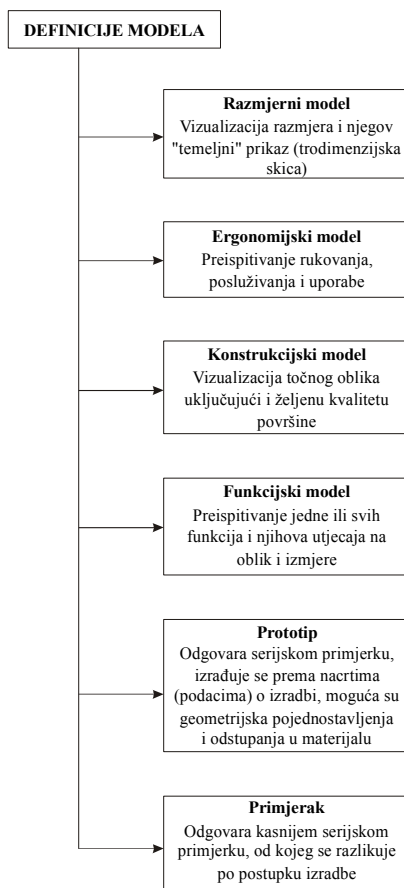 DEFINICIJE MODELA
Razmjerni model
Vizualizacija razmjera i njegov
"temeljni" prikaz (trodimenzijska
skica)
Ergonomijski model
Preispitivanje rukovanja,
posluživanja i uporabe
Konstrukcijski model
Vizualizacija točnog oblika
uključujući i željenu kvalitetu
površine
Funkcijski model
Preispitivanje jedne ili svih
funkcija i njihova utjecaja na
oblik i izmjere
Prototip
Odgovara serijskom primjerku,
izrađuje se prema nacrtima
(podacima) o izradbi, moguća su
geometrijska pojednostavljenja
i odstupanja u materijalu
Primjerak
Odgovara kasnijem serijskom
primjerku, od kojeg se razlikuje
po postupku izradbe